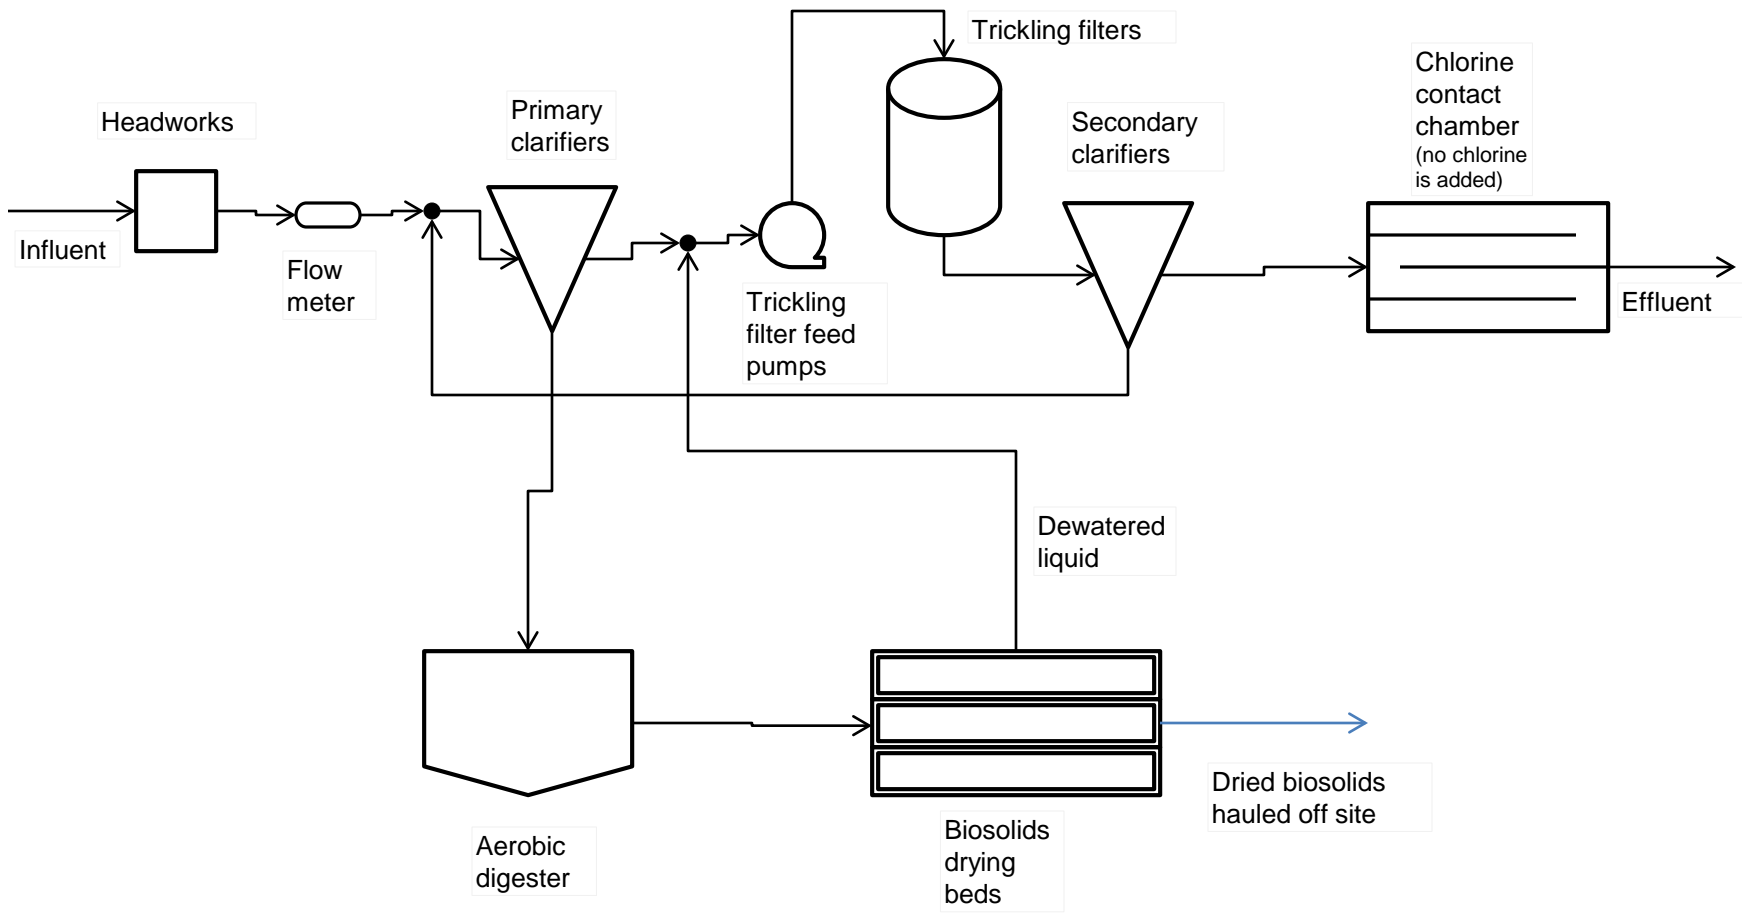 Trickling filters
Chlorine
contact
chamber
(no chlorine
is added)
Headworks
Primary
clarifiers
Secondary
clarifiers
Influent
Flow
meter
Trickling
filter feed
pumps
Effluent
Dewatered
liquid
Dried biosolids
hauled off site
Aerobic
digester
Biosolids
drying
beds